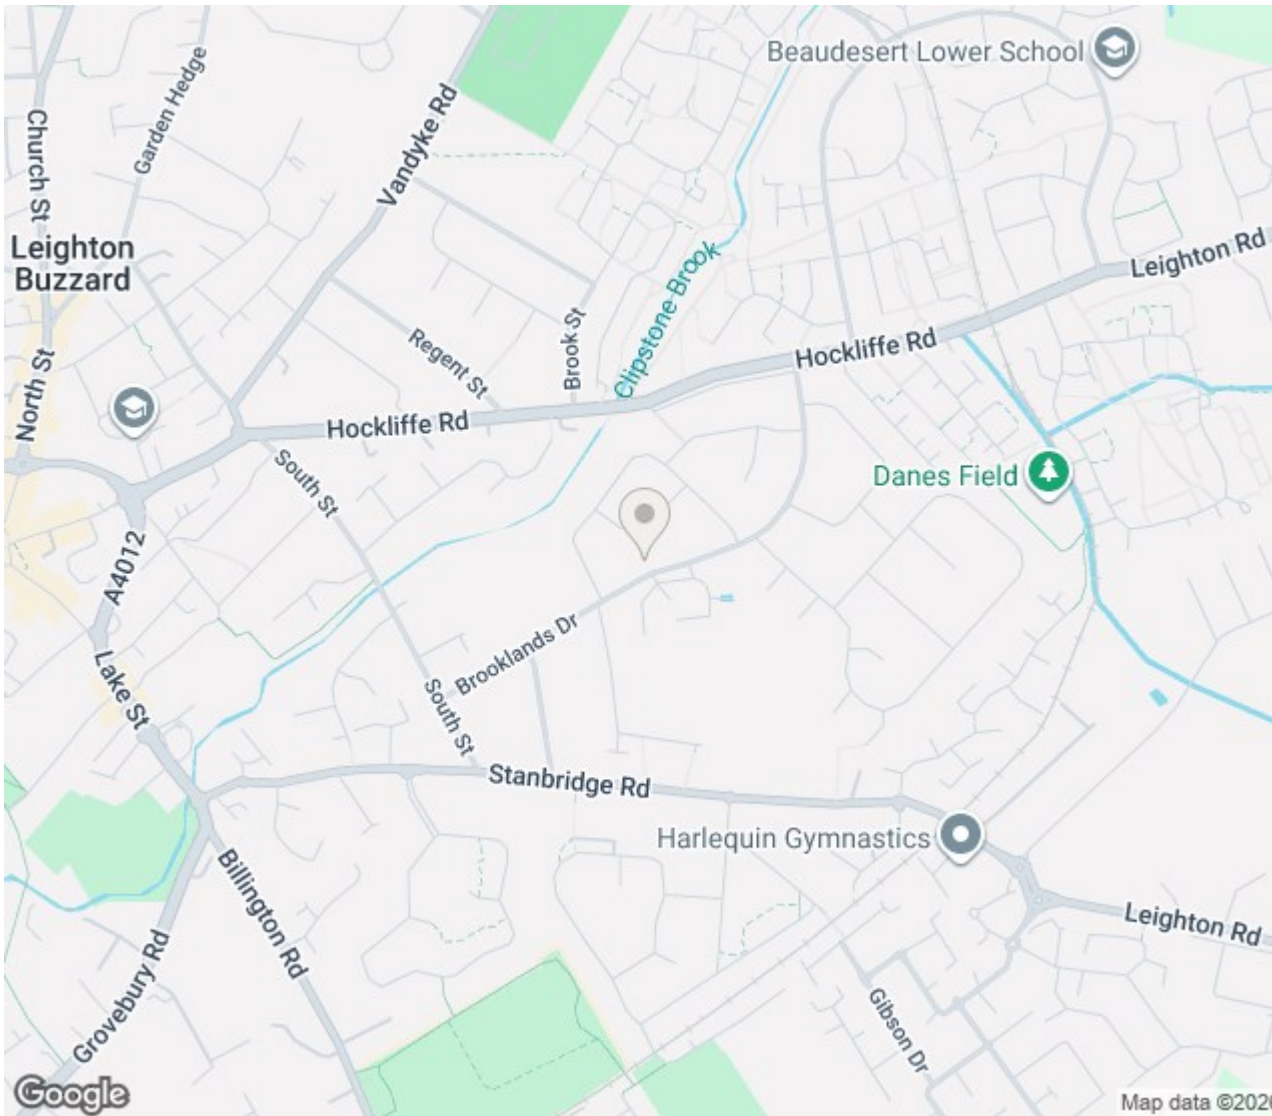 Beaudesert Lower School
Garden Hedge
Church St
Vandyke Rd
Leighton
Buzzard
Clipstone Brook
Leighton Rd
Brook St
Regent St
Hockliffe Rd
North St
Hockliffe Rd
South St
Danes Field
A4012
Brooklands Dr
Lake St
South St
Stanbridge Rd
Harlequin Gymnastics
Billington Rd
Leighton Rd
Grovebury Rd
Gibson Dr
Google
Map data ©2026